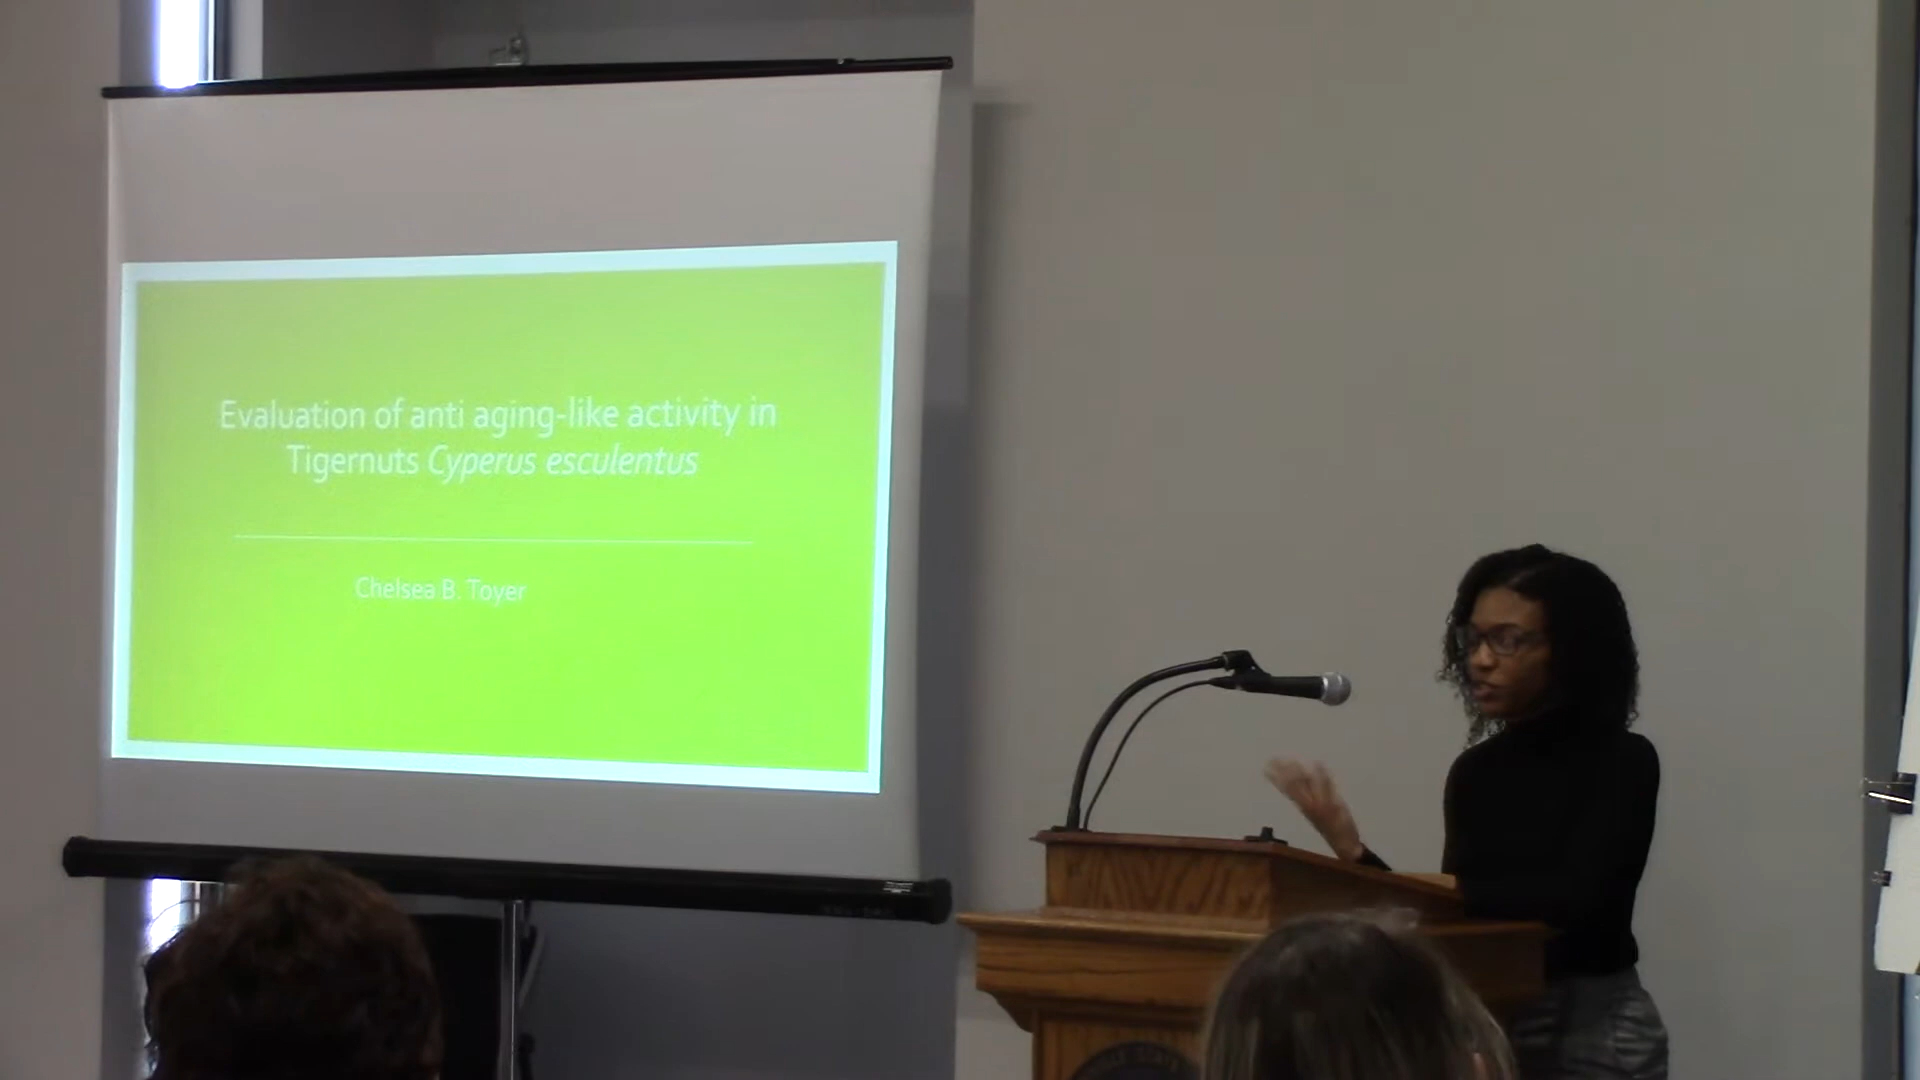 Evaluation of anti aging-like activity in
Tigernuts Cyperus esculentus
Chelsea B. Toyer